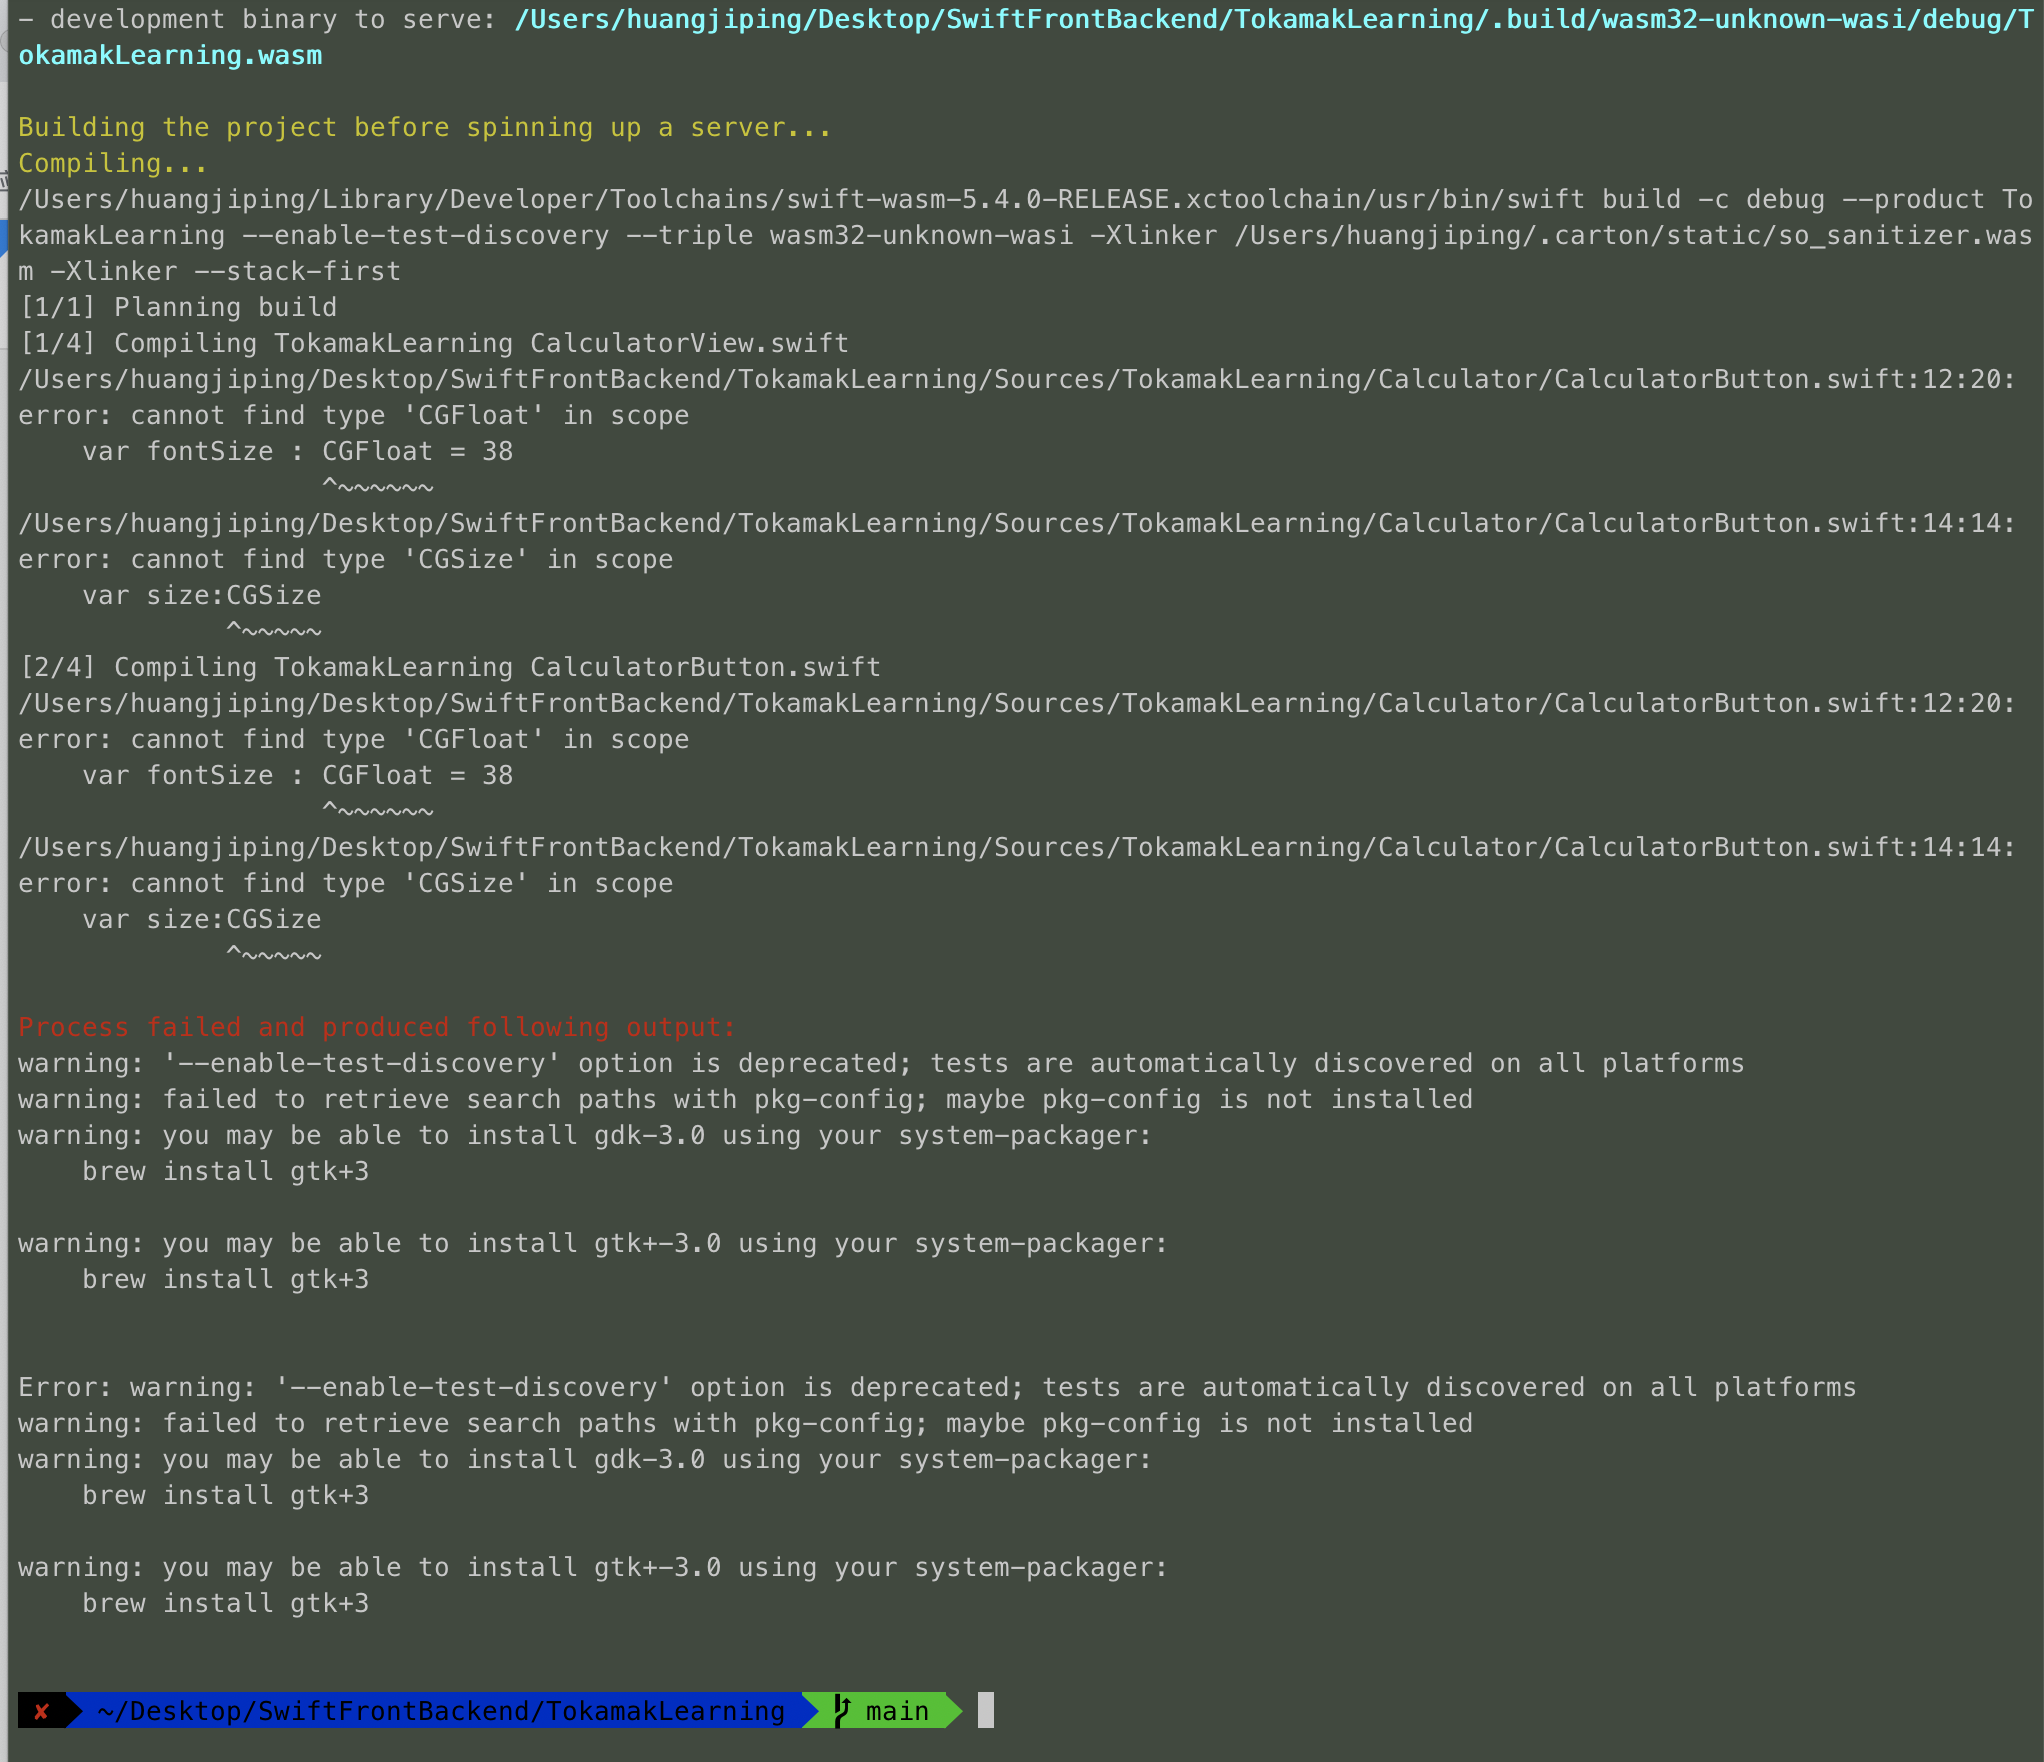 - development binary to serve: /Users/huangjiping/Desktop/SwiftFrontBackend/TokamakLearning/.build/wasm32-unknown-wasi/debug/T
okamakLearning.wasm
Building the project before spinning up a server...
Compiling...
/Users/huangjiping/Library/Developer/Toolchains/swift-wasm-5.4.0-RELEASE.xctoolchain/usr/bin/swift build -c debug --product To
kamakLearning --enable-test-discovery --triple wasm32-unknown-wasi -Xlinker /Users/huangjiping/.carton/static/so_sanitizer.was
m -Xlinker --stack-first
[1/1] Planning build
[1/4] Compiling TokamakLearning CalculatorView.swift
/Users/huangjiping/Desktop/SwiftFrontBackend/TokamakLearning/Sources/TokamakLearning/Calculator/CalculatorButton.swift:12:20:
error: cannot find type 'CGFloat' in scope
    var fontSize : CGFloat = 38
                   ^~~~~~~
/Users/huangjiping/Desktop/SwiftFrontBackend/TokamakLearning/Sources/TokamakLearning/Calculator/CalculatorButton.swift:14:14:
error: cannot find type 'CGSize' in scope
    var size:CGSize
             ^~~~~~
[2/4] Compiling TokamakLearning CalculatorButton.swift
/Users/huangjiping/Desktop/SwiftFrontBackend/TokamakLearning/Sources/TokamakLearning/Calculator/CalculatorButton.swift:12:20:
error: cannot find type 'CGFloat' in scope
    var fontSize : CGFloat = 38
                   ^~~~~~~
/Users/huangjiping/Desktop/SwiftFrontBackend/TokamakLearning/Sources/TokamakLearning/Calculator/CalculatorButton.swift:14:14:
error: cannot find type 'CGSize' in scope
    var size:CGSize
             ^~~~~~
Process failed and produced following output:
warning: '--enable-test-discovery' option is deprecated; tests are automatically discovered on all platforms
warning: failed to retrieve search paths with pkg-config; maybe pkg-config is not installed
warning: you may be able to install gdk-3.0 using your system-packager:
    brew install gtk+3
warning: you may be able to install gtk+-3.0 using your system-packager:
    brew install gtk+3
Error: warning: '--enable-test-discovery' option is deprecated; tests are automatically discovered on all platforms
warning: failed to retrieve search paths with pkg-config; maybe pkg-config is not installed
warning: you may be able to install gdk-3.0 using your system-packager:
    brew install gtk+3
warning: you may be able to install gtk+-3.0 using your system-packager:
    brew install gtk+3
✘ ~/Desktop/SwiftFrontBackend/TokamakLearning main